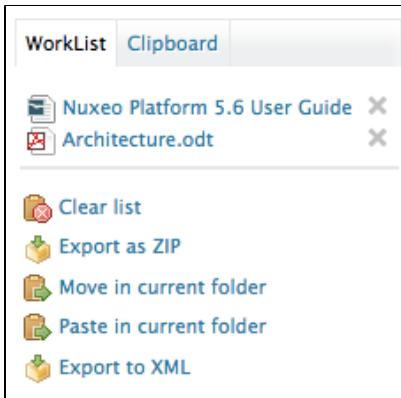 WorkList Clipboard
Nuxeo Platform 5.6 User Guide
Architecture.odt
Clear list
Export as ZIP
Move in current folder
Paste in current folder
Export to XML